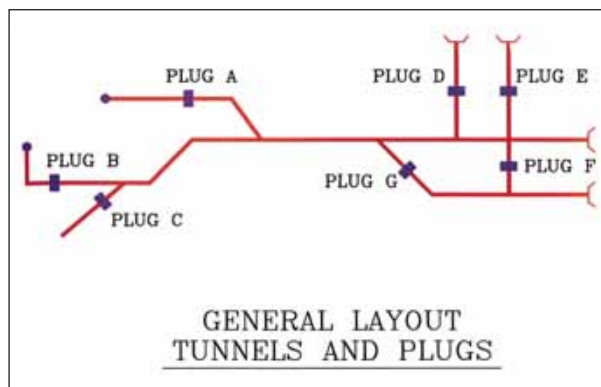 PLUG A
PLUG D
PLUG E
PLUG B
PLUG F
PLUG G
PLUG C
GENERAL LAYOUT
TUNNELS AND PLUGS